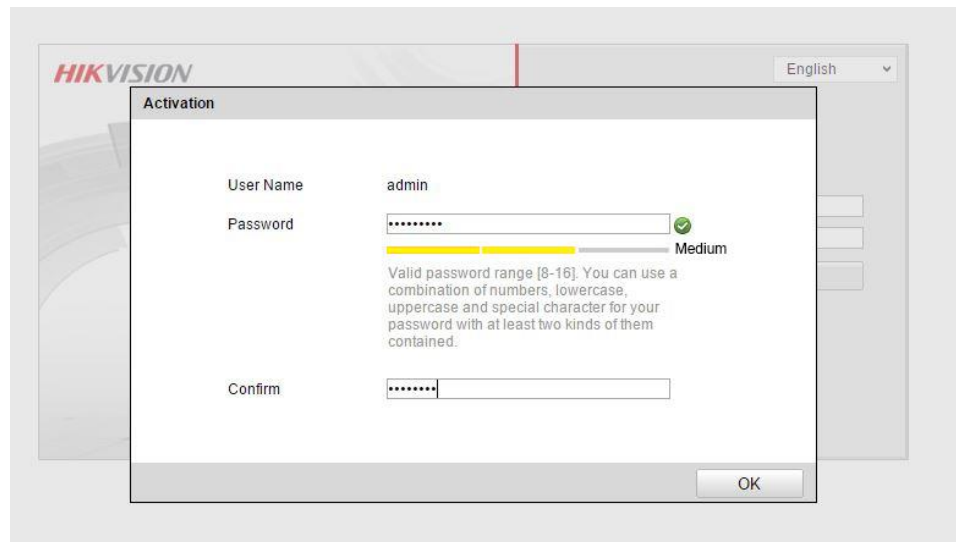 HIKVISION
English
Activation
User Name admin
Password •••••••••
Medium
Valid password range [8-16]. You can use a
combination of numbers, lowercase,
uppercase and special character for your
password with at least two kinds of them
contained.
Confirm ••••••••
OK